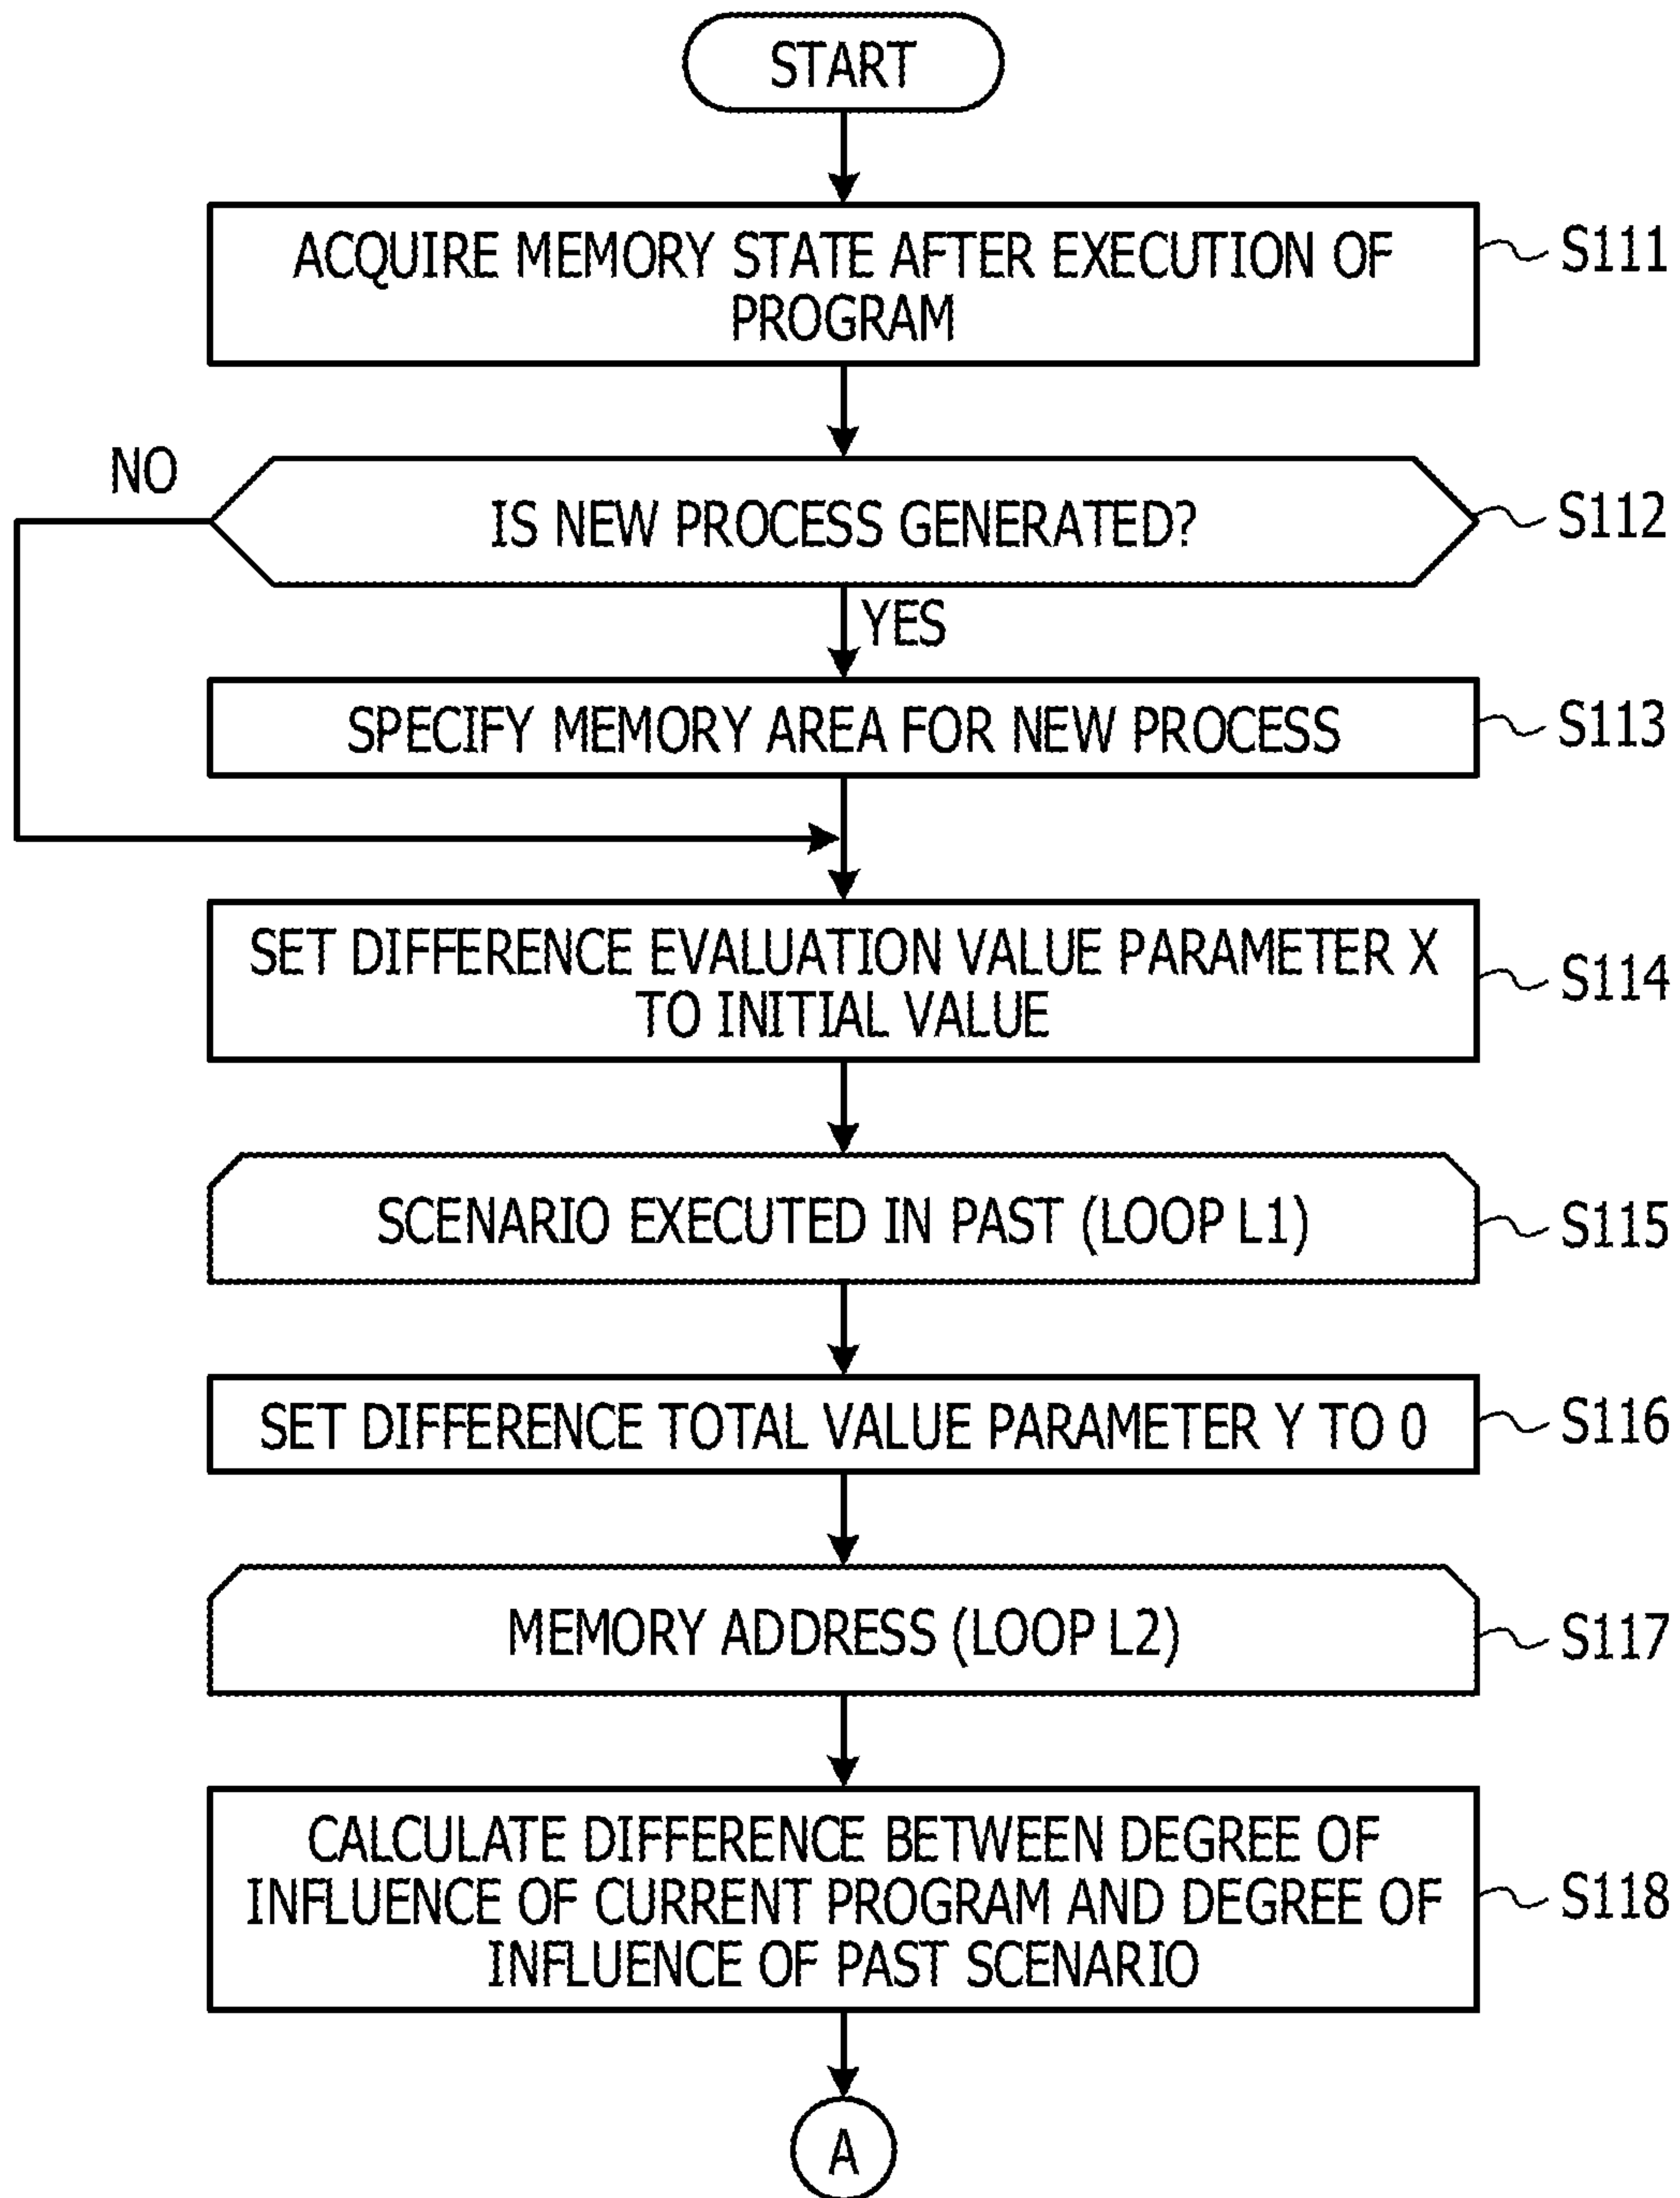 START
ACQUIRE MEMORY STATE AFTER EXECUTION OF
PROGRAM
S111
NO
IS NEW PROCESS GENERATED?
S112
YES
SPECIFY MEMORY AREA FOR NEW PROCESS
S113
SET DIFFERENCE EVALUATION VALUE PARAMETER X
TO INITIAL VALUE
S114
SCENARIO EXECUTED IN PAST (LOOP L1)
S115
SET DIFFERENCE TOTAL VALUE PARAMETER Y TO 0
S116
MEMORY ADDRESS (LOOP L2)
S117
CALCULATE DIFFERENCE BETWEEN DEGREE OF
INFLUENCE OF CURRENT PROGRAM AND DEGREE OF
INFLUENCE OF PAST SCENARIO
S118
A